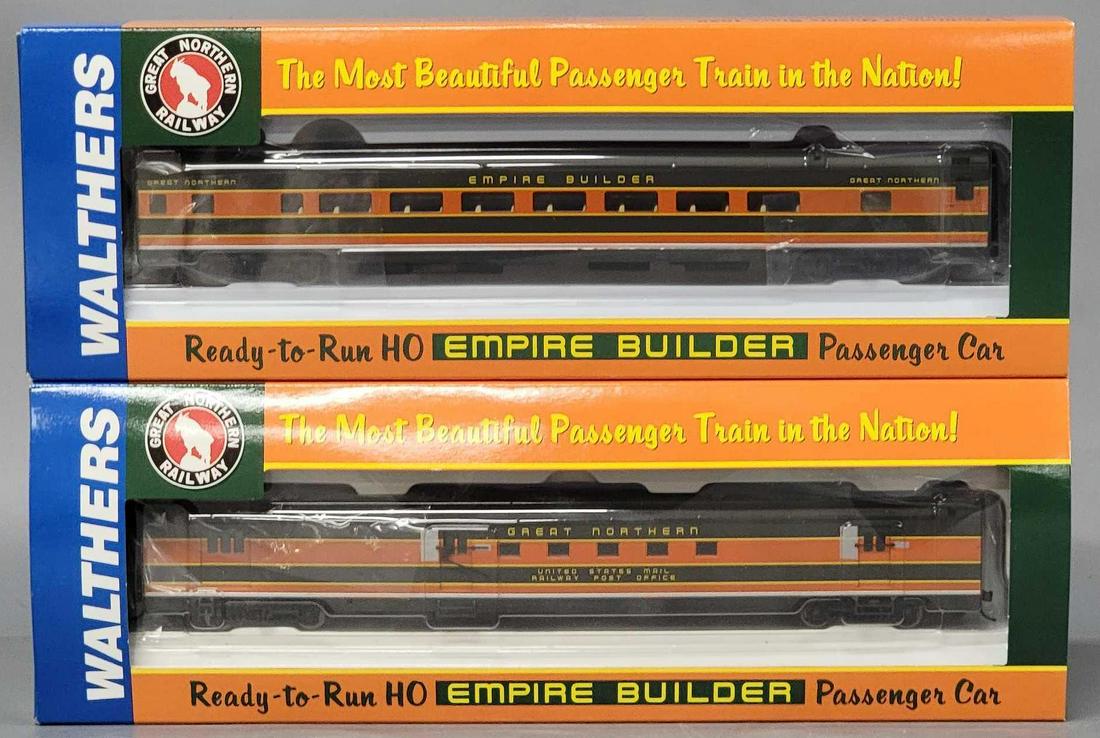 WALTHERS
GREAT NORTHERN
RAILWAY
The Most Beautiful Passenger Train in the Nation!
GREAT NORTHERN
EMPIRE BUILDER
GREAT NORTHERN
Ready-to-Run HO EMPIRE BUILDER Passenger Car
WALTHERS
GREAT NORTHERN
RAILWAY
The Most Beautiful Passenger Train in the Nation!
GREAT NORTHERN
UNITED STATES MAIL
RAILWAY POST OFFICE
Ready-to-Run HO EMPIRE BUILDER Passenger Car